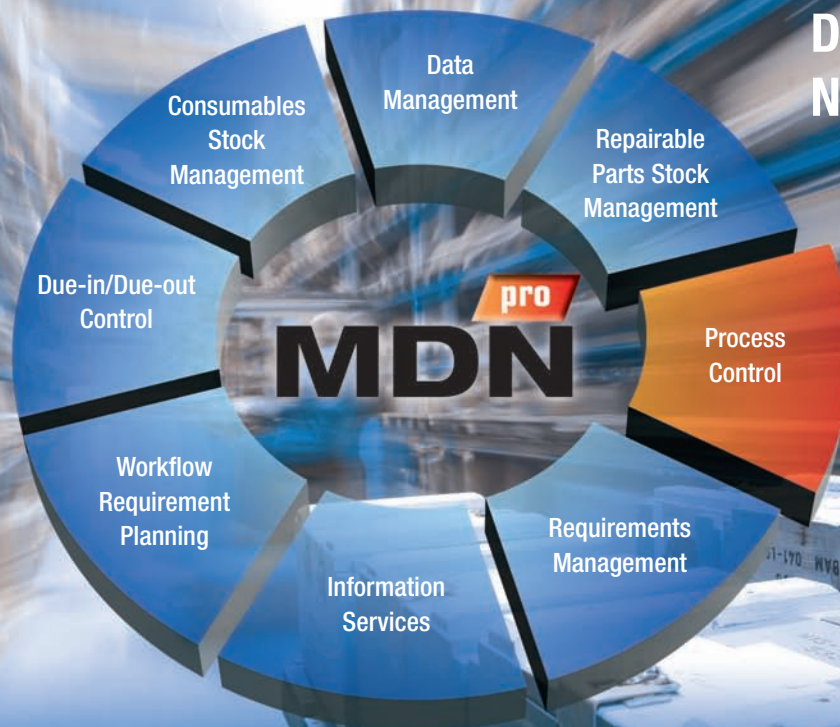 D
N
Data
Management
Consumables
Stock
Management
Repairable
Parts Stock
Management
Due-in/Due-out
Control
pro
MDN
Process
Control
Workflow
Requirement
Planning
Requirements
Management
Information
Services